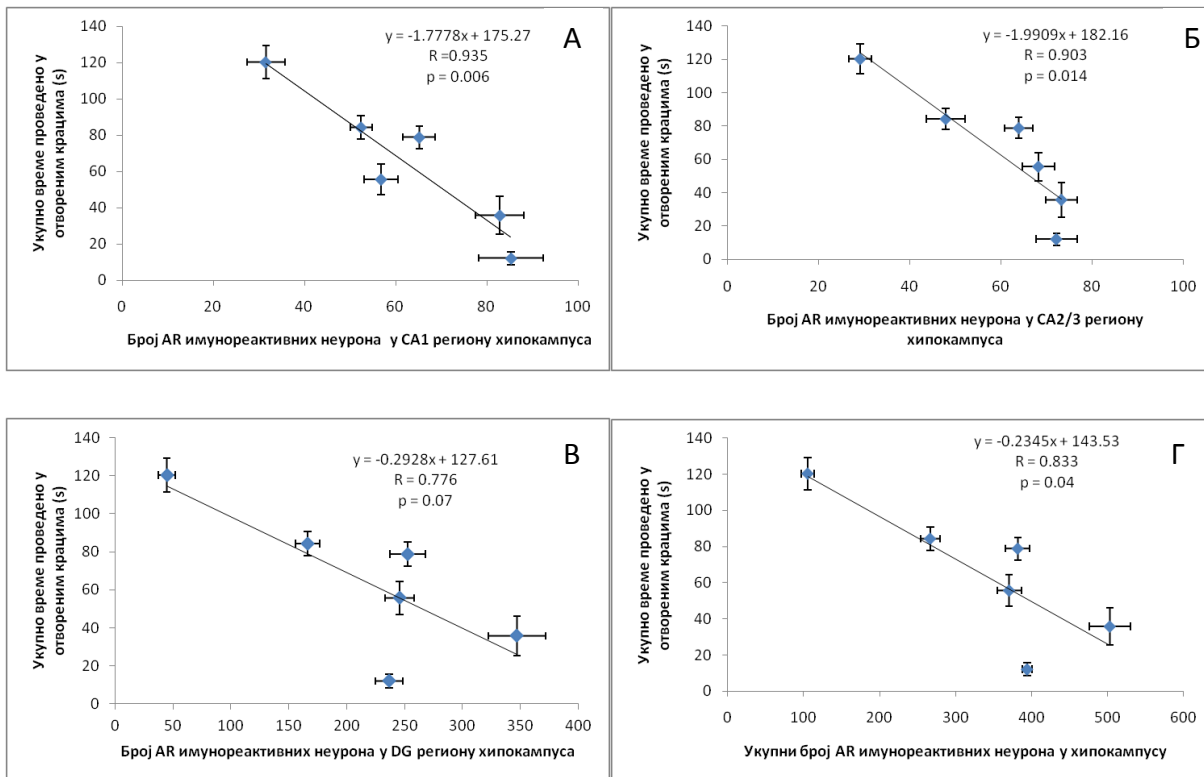 А
y = -1.7778x + 175.27
R =0.935
p = 0.006
Укупно време проведено у
отвореним крацима (s)
140
120
100
80
60
40
20
0
0 20 40 60 80 100
Број AR имунореактивних неурона у CA1 региону хипокампуса
Б
y = -1.9909x + 182.16
R = 0.903
p = 0.014
Укупно време проведено у
отвореним крацима (s)
140
120
100
80
60
40
20
0
0 20 40 60 80 100
Број AR имунореактивних неурона у CA2/3 региону
хипокампуса
В
y = -0.2928x + 127.61
R = 0.776
p = 0.07
Укупно време проведено у
отвореним крацима (s)
140
120
100
80
60
40
20
0
0 50 100 150 200 250 300 350 400
Број AR имунореактивних неурона у DG региону хипокампуса
Г
y = -0.2345x + 143.53
R = 0.833
p = 0.04
Укупно време проведено у
отвореним крацима (s)
140
120
100
80
60
40
20
0
0 100 200 300 400 500 600
Укупни број AR имунореактивних неурона у хипокампусу